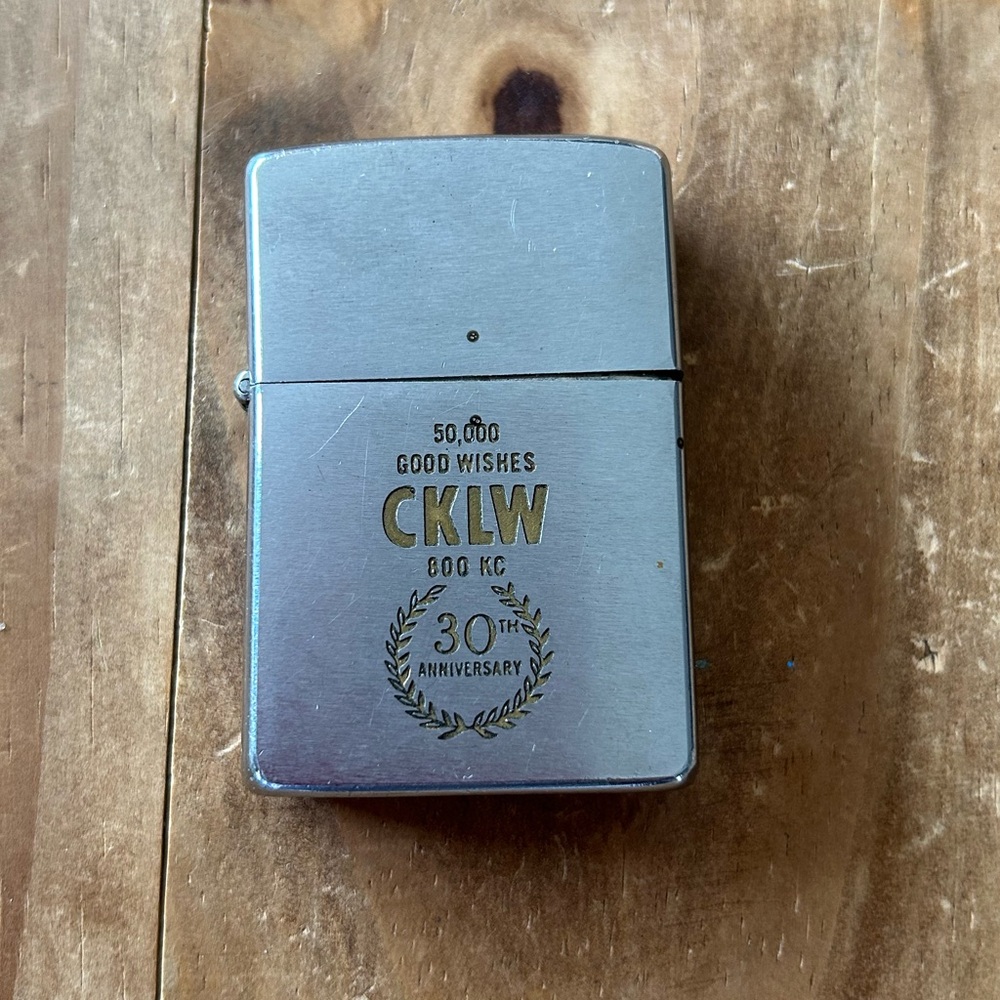 50,000
GOOD WISHES
CKLW
800 KC
30TH
ANNIVERSARY